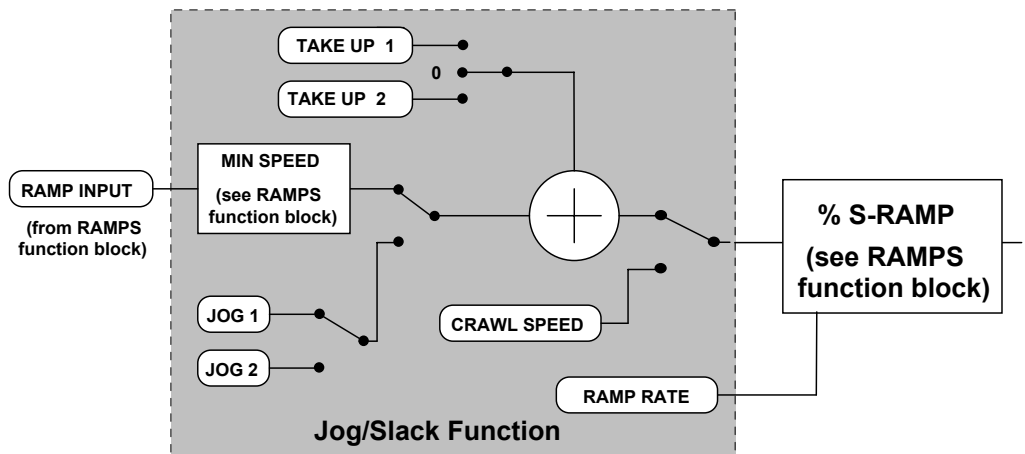 TAKE UP 1
0
TAKE UP 2
MIN SPEED
(see RAMPS
function block)
RAMP INPUT
(from RAMPS
function block)
% S-RAMP
(see RAMPS
function block)
JOG 1
CRAWL SPEED
JOG 2
RAMP RATE
Jog/Slack Function